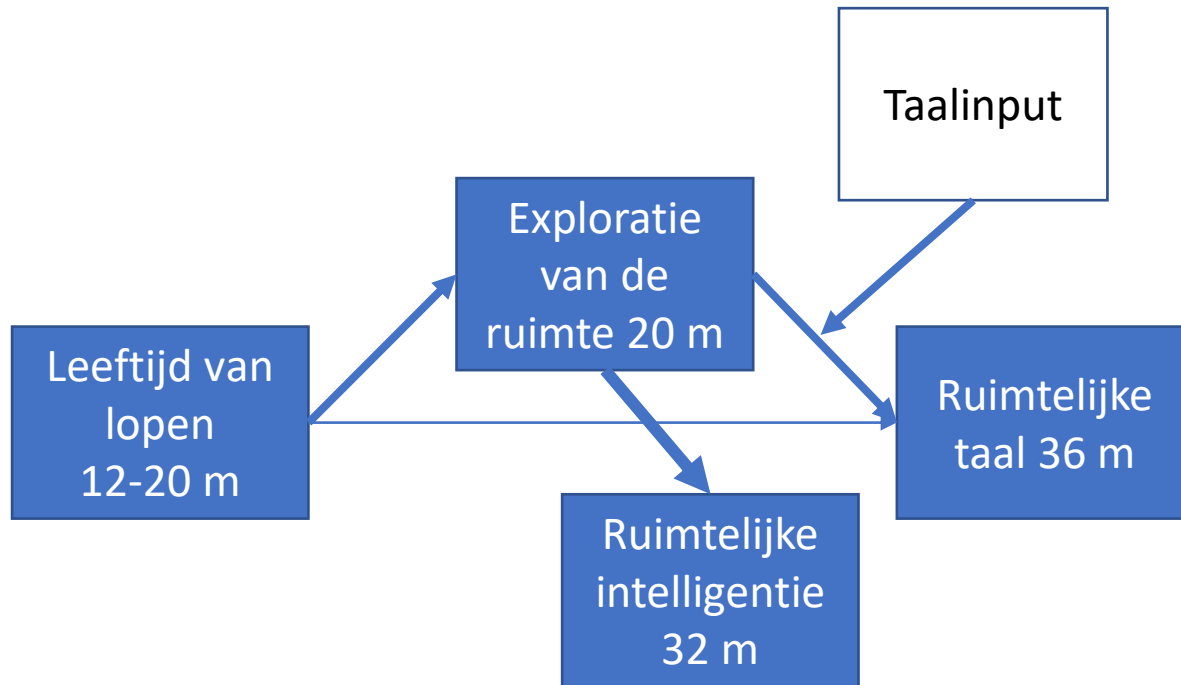 Taalinput
Exploratie
van de
ruimte 20 m
Leeftijd van
lopen
12-20 m
Ruimtelijke
taal 36 m
Ruimtelijke
intelligentie
32 m